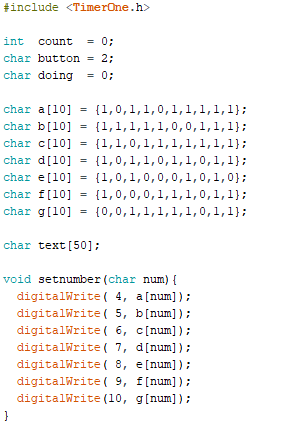 #include <TimerOne.h>
int  count  = 0;
char button = 2;
char doing  = 0;
char a[10] = {1,0,1,1,0,1,1,1,1,1};
char b[10] = {1,1,1,1,1,0,0,1,1,1};
char c[10] = {1,1,0,1,1,1,1,1,1,1};
char d[10] = {1,0,1,1,0,1,1,0,1,1};
char e[10] = {1,0,1,0,0,0,1,0,1,0};
char f[10] = {1,0,0,0,1,1,1,0,1,1};
char g[10] = {0,0,1,1,1,1,1,0,1,1};
char text[50];
void setnumber(char num){
  digitalWrite( 4, a[num]);
  digitalWrite( 5, b[num]);
  digitalWrite( 6, c[num]);
  digitalWrite( 7, d[num]);
  digitalWrite( 8, e[num]);
  digitalWrite( 9, f[num]);
  digitalWrite(10, g[num]);
}